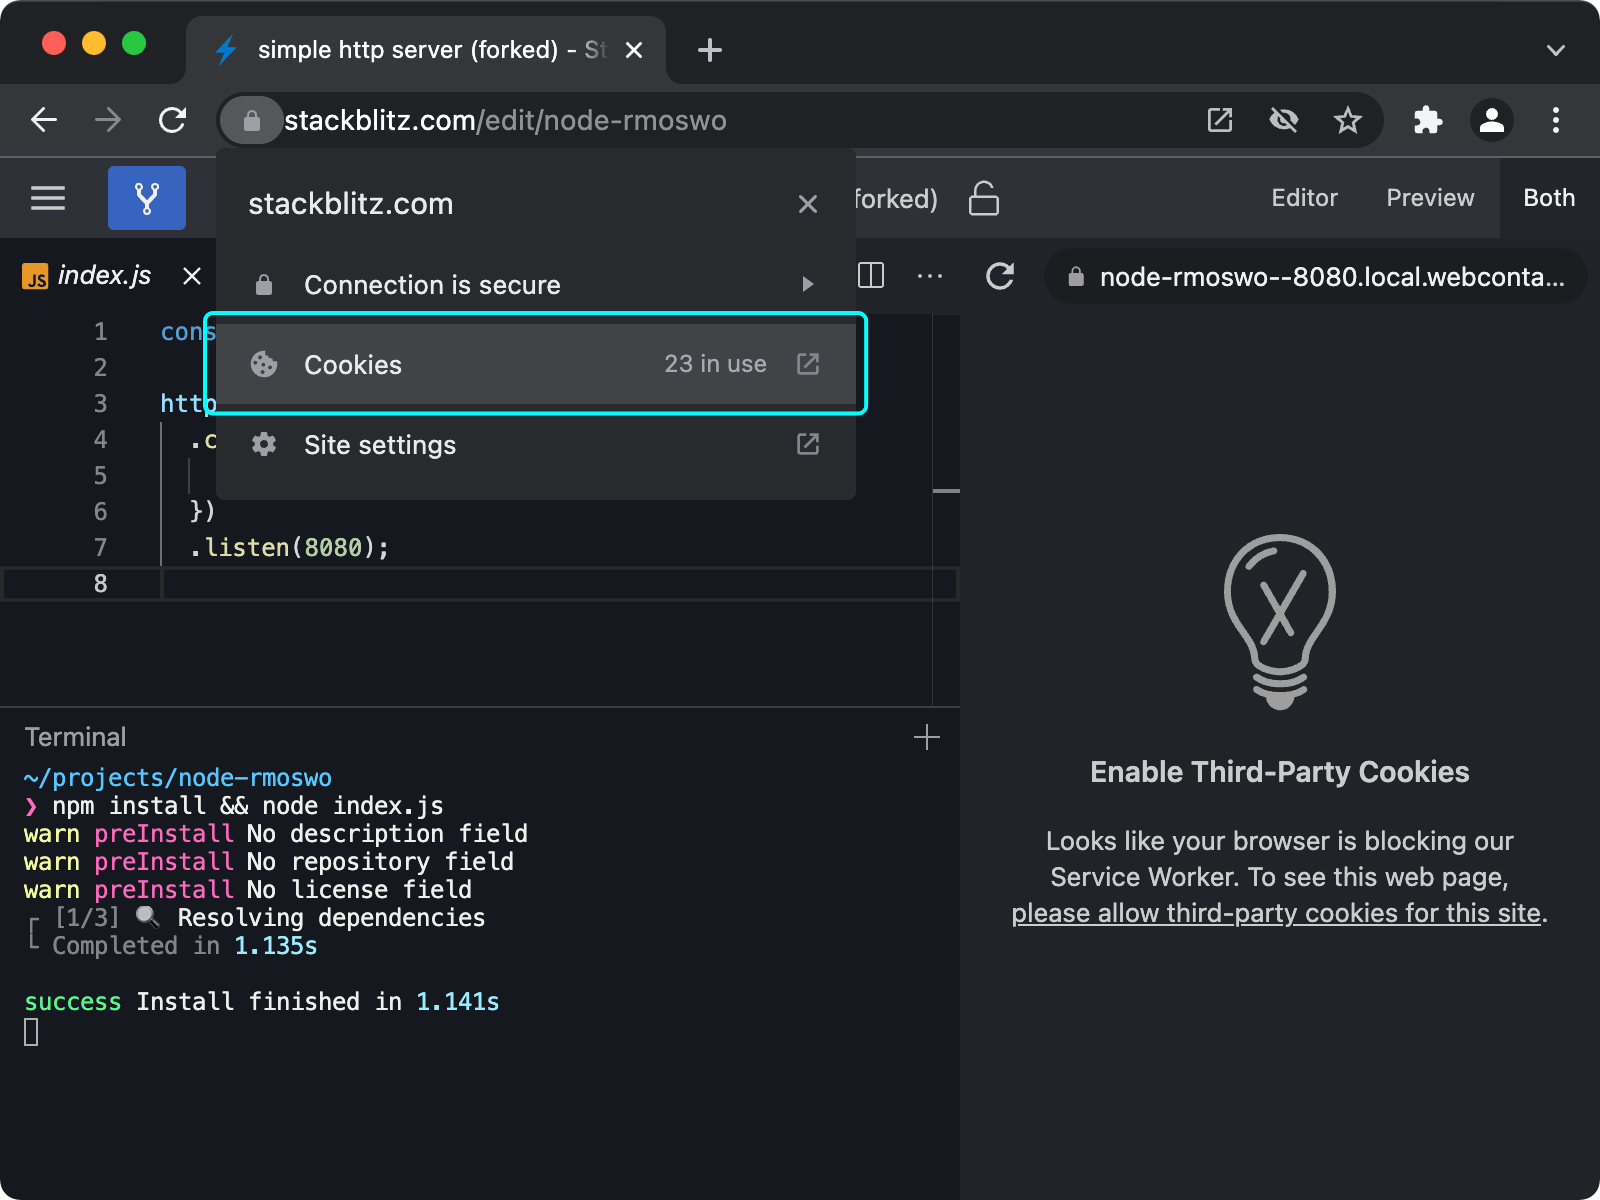 simple http server (forked) - St
stackblitz.com/edit/node-rmoswo
stackblitz.com
forked)
Editor
Preview
Both
JS index.js
Connection is secure
node-rmoswo--8080.local.webconta...
Cookies
23 in use
Site settings
1 cons
2
3 http
4 .c
5
6 })
7 .listen(8080);
8
Terminal
~/projects/node-rmoswo
❯ npm install && node index.js
warn preInstall No description field
warn preInstall No repository field
warn preInstall No license field
┌ [1/3] 🔍 Resolving dependencies
└ Completed in 1.135s
success Install finished in 1.141s
Enable Third-Party Cookies
Looks like your browser is blocking our
Service Worker. To see this web page,
please allow third-party cookies for this site.